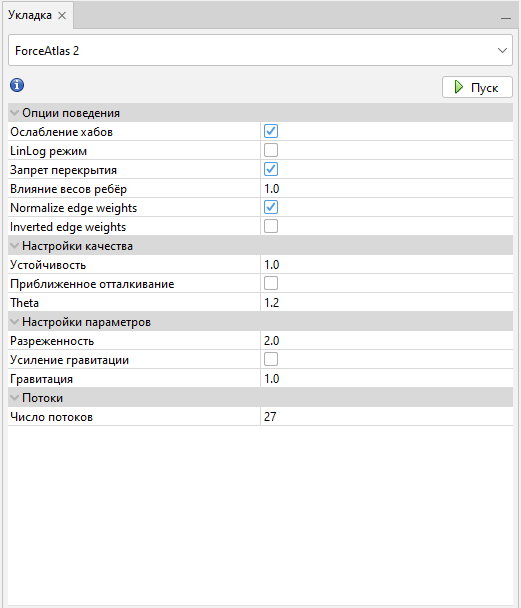 Укладка
ForceAtlas 2
Пуск
Опции поведения
Ослабление хабов
LinLog режим
Запрет перекрытия
Влияние весов ребёр 1.0
Normalize edge weights
Inverted edge weights
Настройки качества
Устойчивость 1.0
Приближенное отталкивание
Theta 1.2
Настройки параметров
Разреженность 2.0
Усиление гравитации
Гравитация 1.0
Потоки
Число потоков 27